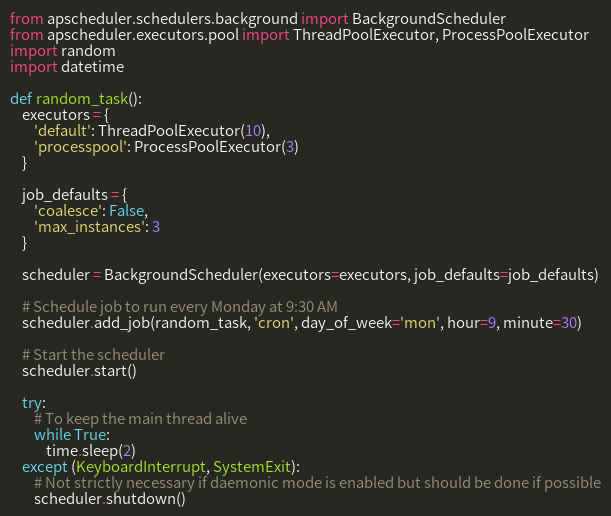 from apscheduler.schedulers.background import BackgroundScheduler
from apscheduler.executors.pool import ThreadPoolExecutor, ProcessPoolExecutor
import random
import datetime

def random_task():
    executors = {
        'default': ThreadPoolExecutor(10),
        'processpool': ProcessPoolExecutor(3)
    }

    job_defaults = {
        'coalesce': False,
        'max_instances': 3
    }

    scheduler = BackgroundScheduler(executors=executors, job_defaults=job_defaults)

    # Schedule job to run every Monday at 9:30 AM
    scheduler.add_job(random_task, 'cron', day_of_week='mon', hour=9, minute=30)

    # Start the scheduler
    scheduler.start()

    try:
        # To keep the main thread alive
        while True:
            time.sleep(2)
    except (KeyboardInterrupt, SystemExit):
        # Not strictly necessary if daemonic mode is enabled but should be done if possible
        scheduler.shutdown()